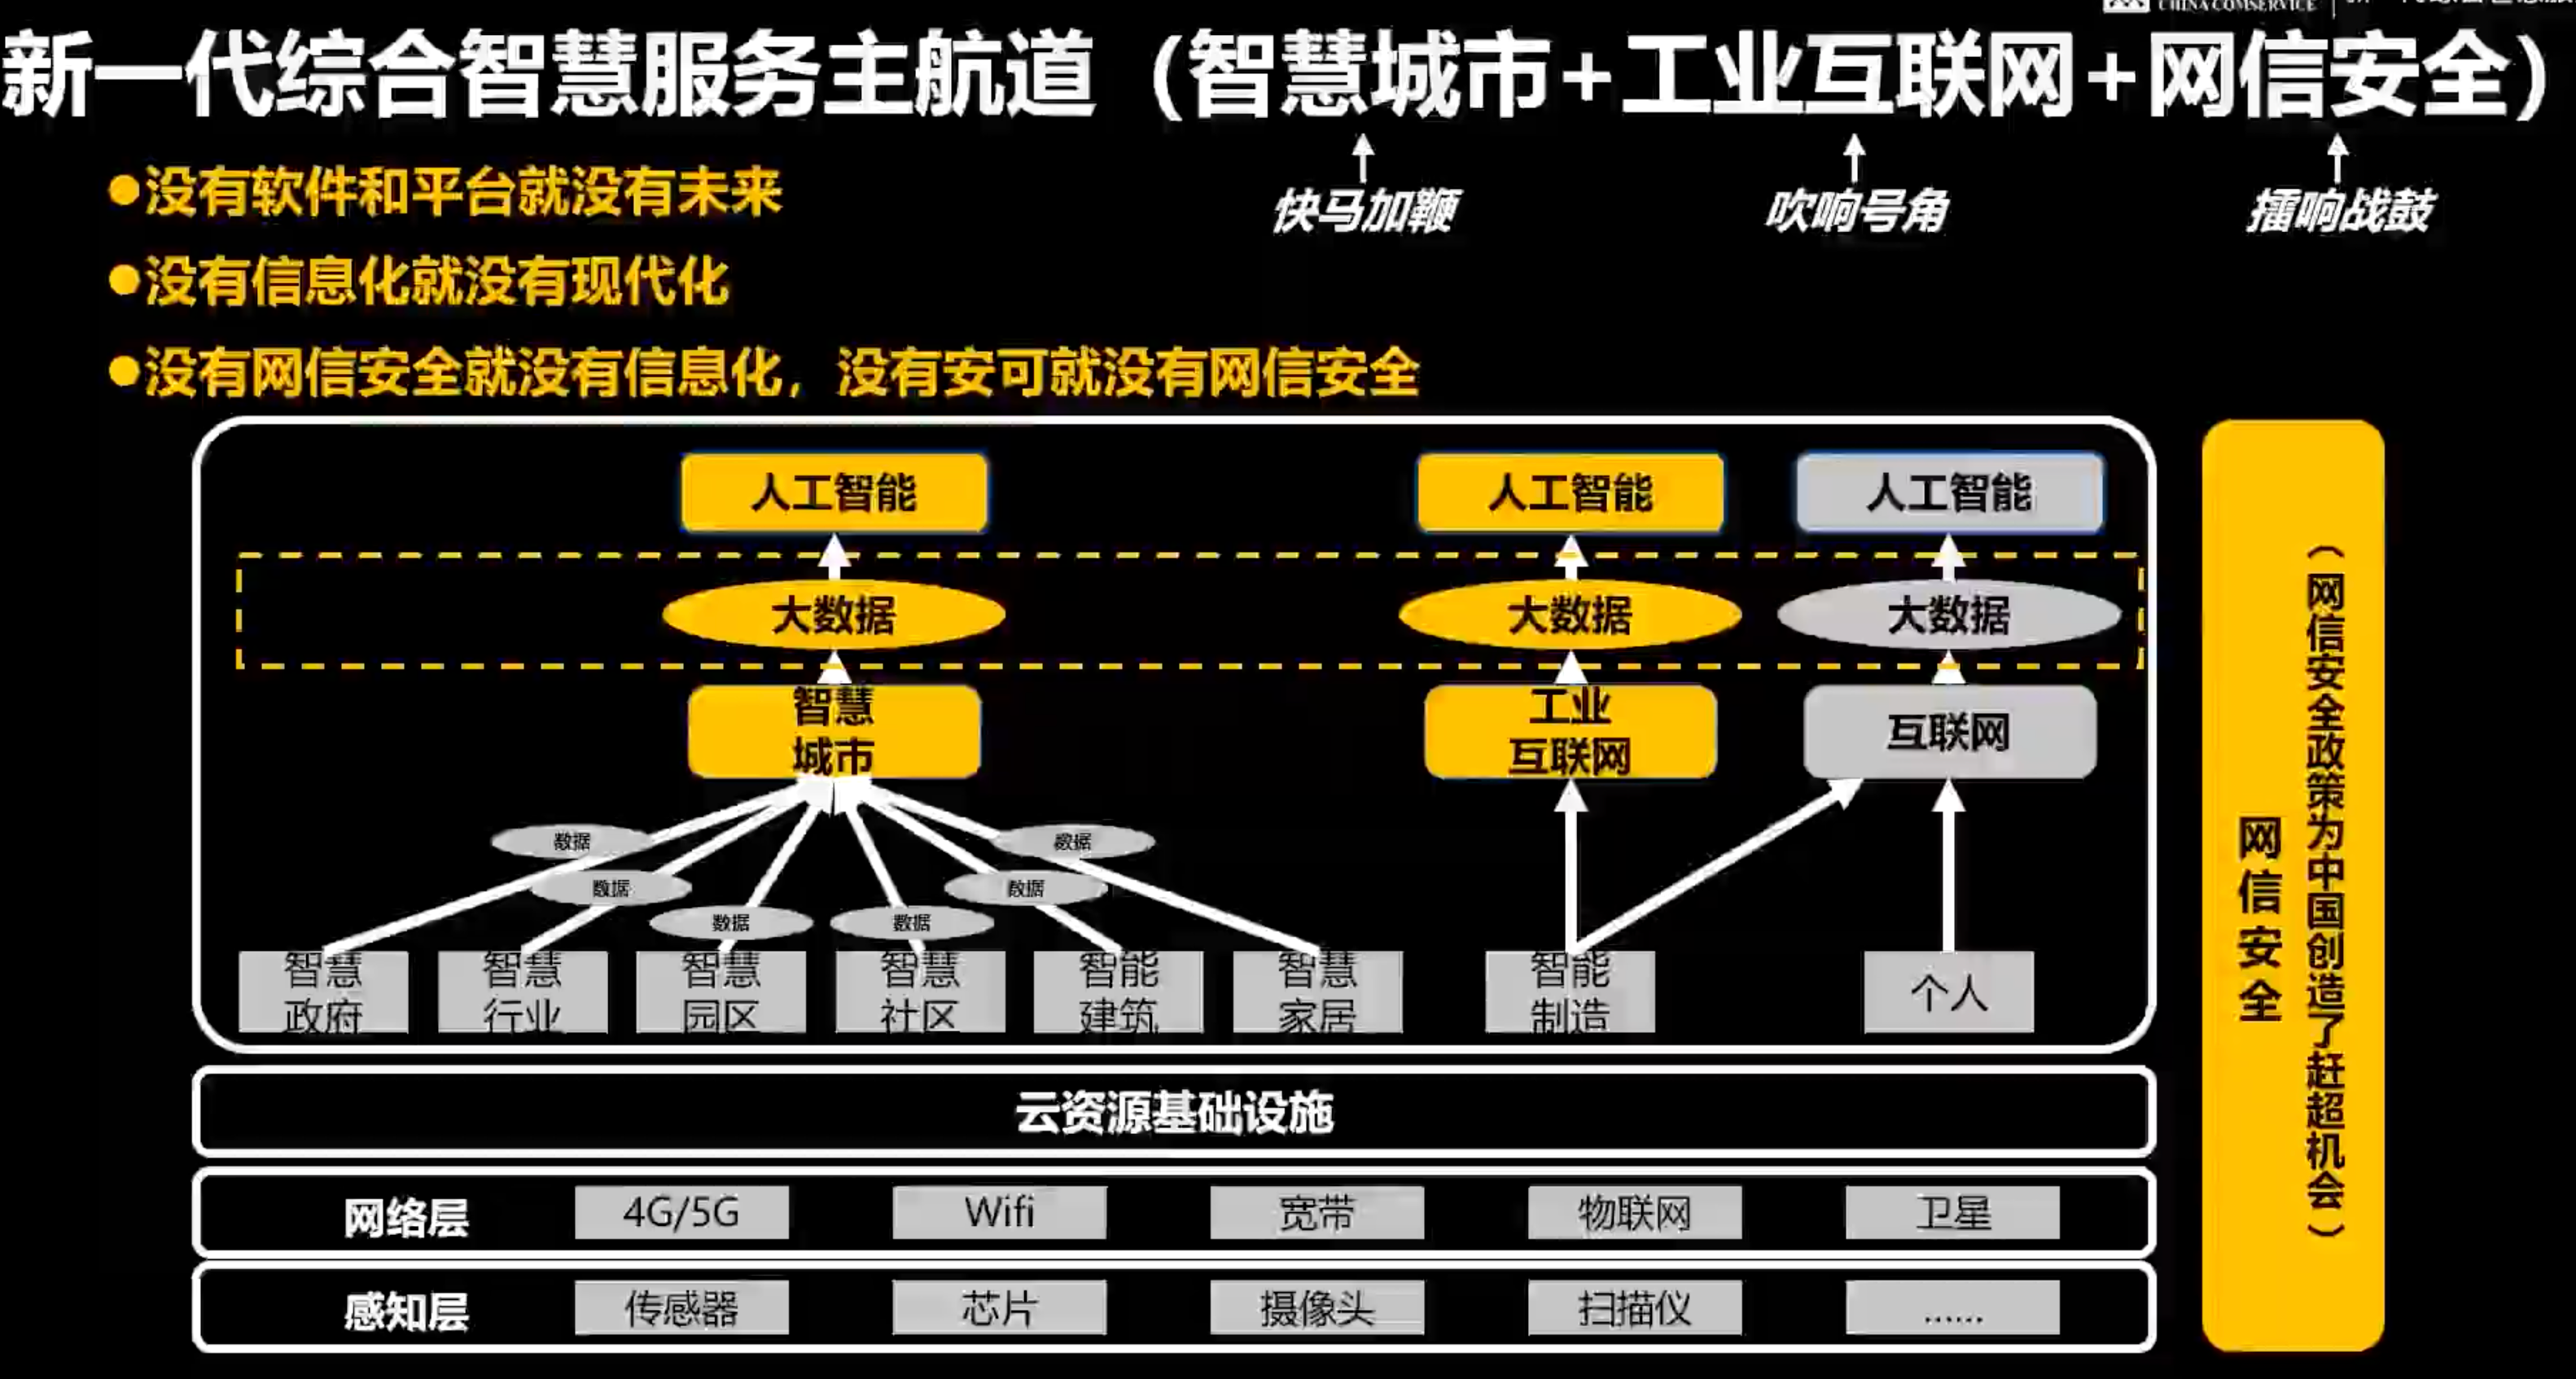 CHINA COMSERVICE
新一代综合智慧服务主航道（智慧城市+工业互联网+网信安全）
快马加鞭 吹响号角 擂响战鼓
●没有软件和平台就没有未来
●没有信息化就没有现代化
●没有网信安全就没有信息化，没有安可就没有网信安全
人工智能 人工智能 人工智能
大数据 大数据 大数据
智慧
城市
工业
互联网
互联网
数据 数据
数据 数据
数据 数据
智慧
政府
智慧
行业
智慧
园区
智慧
社区
智能
建筑
智慧
家居
智能
制造
个人
云资源基础设施
网络层 4G/5G Wifi 宽带 物联网 卫星
感知层 传感器 芯片 摄像头 扫描仪 ……
网信安全
（网信安全政策为中国创造了赶超机会）